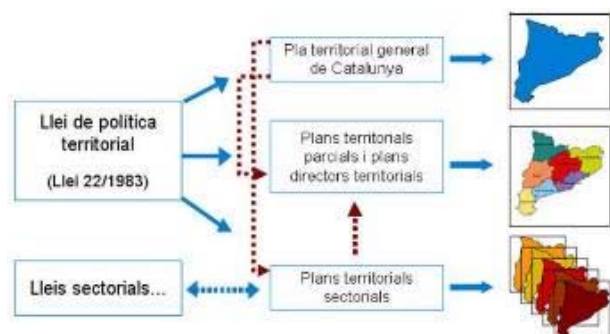 Pla territorial general
de Catalunya
Llei de política
territorial
(Llei 22/1983)
Plans territorials
parcials i plans
directors territorials
Lleis sectorials...
Plans territorials
sectorials